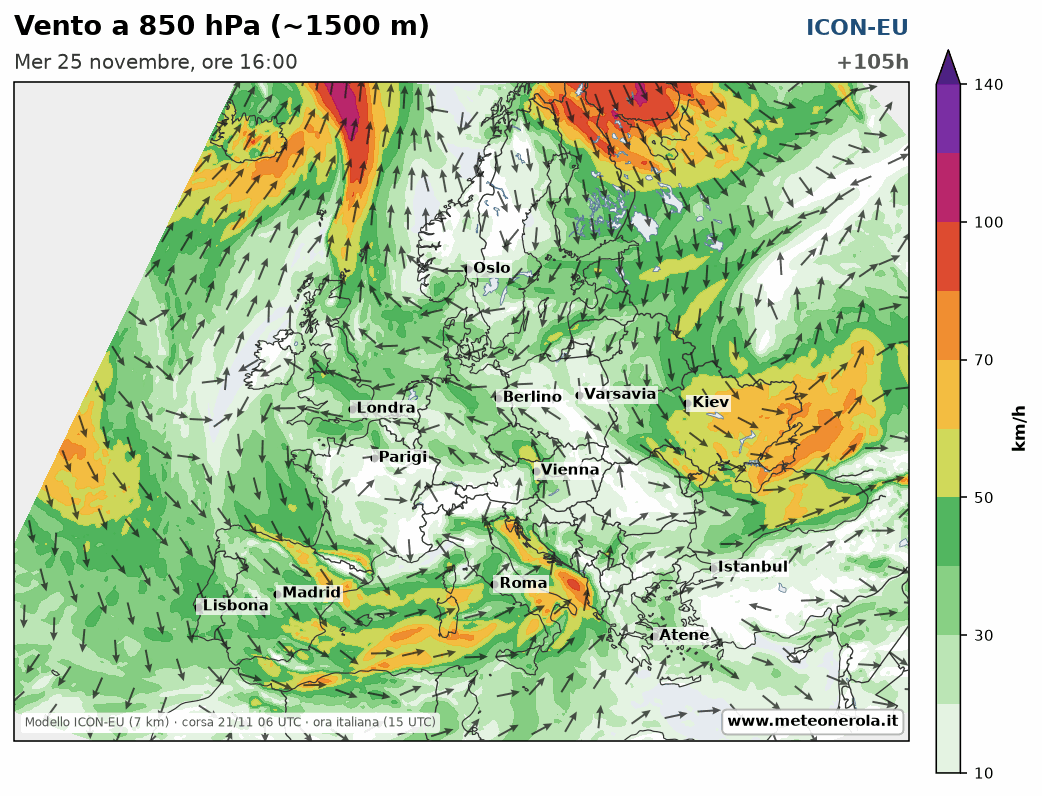 Vento a 850 hPa (~1500 m)
ICON-EU
Mer 25 novembre, ore 16:00
+105h
140
100
70
50
30
10
km/h
Oslo
Berlino
Varsavia
Kiev
Londra
Parigi
Vienna
Istanbul
Roma
Madrid
Lisbona
Atene
Modello ICON-EU (7 km) · corsa 21/11 06 UTC · ora italiana (15 UTC)
www.meteonerola.it